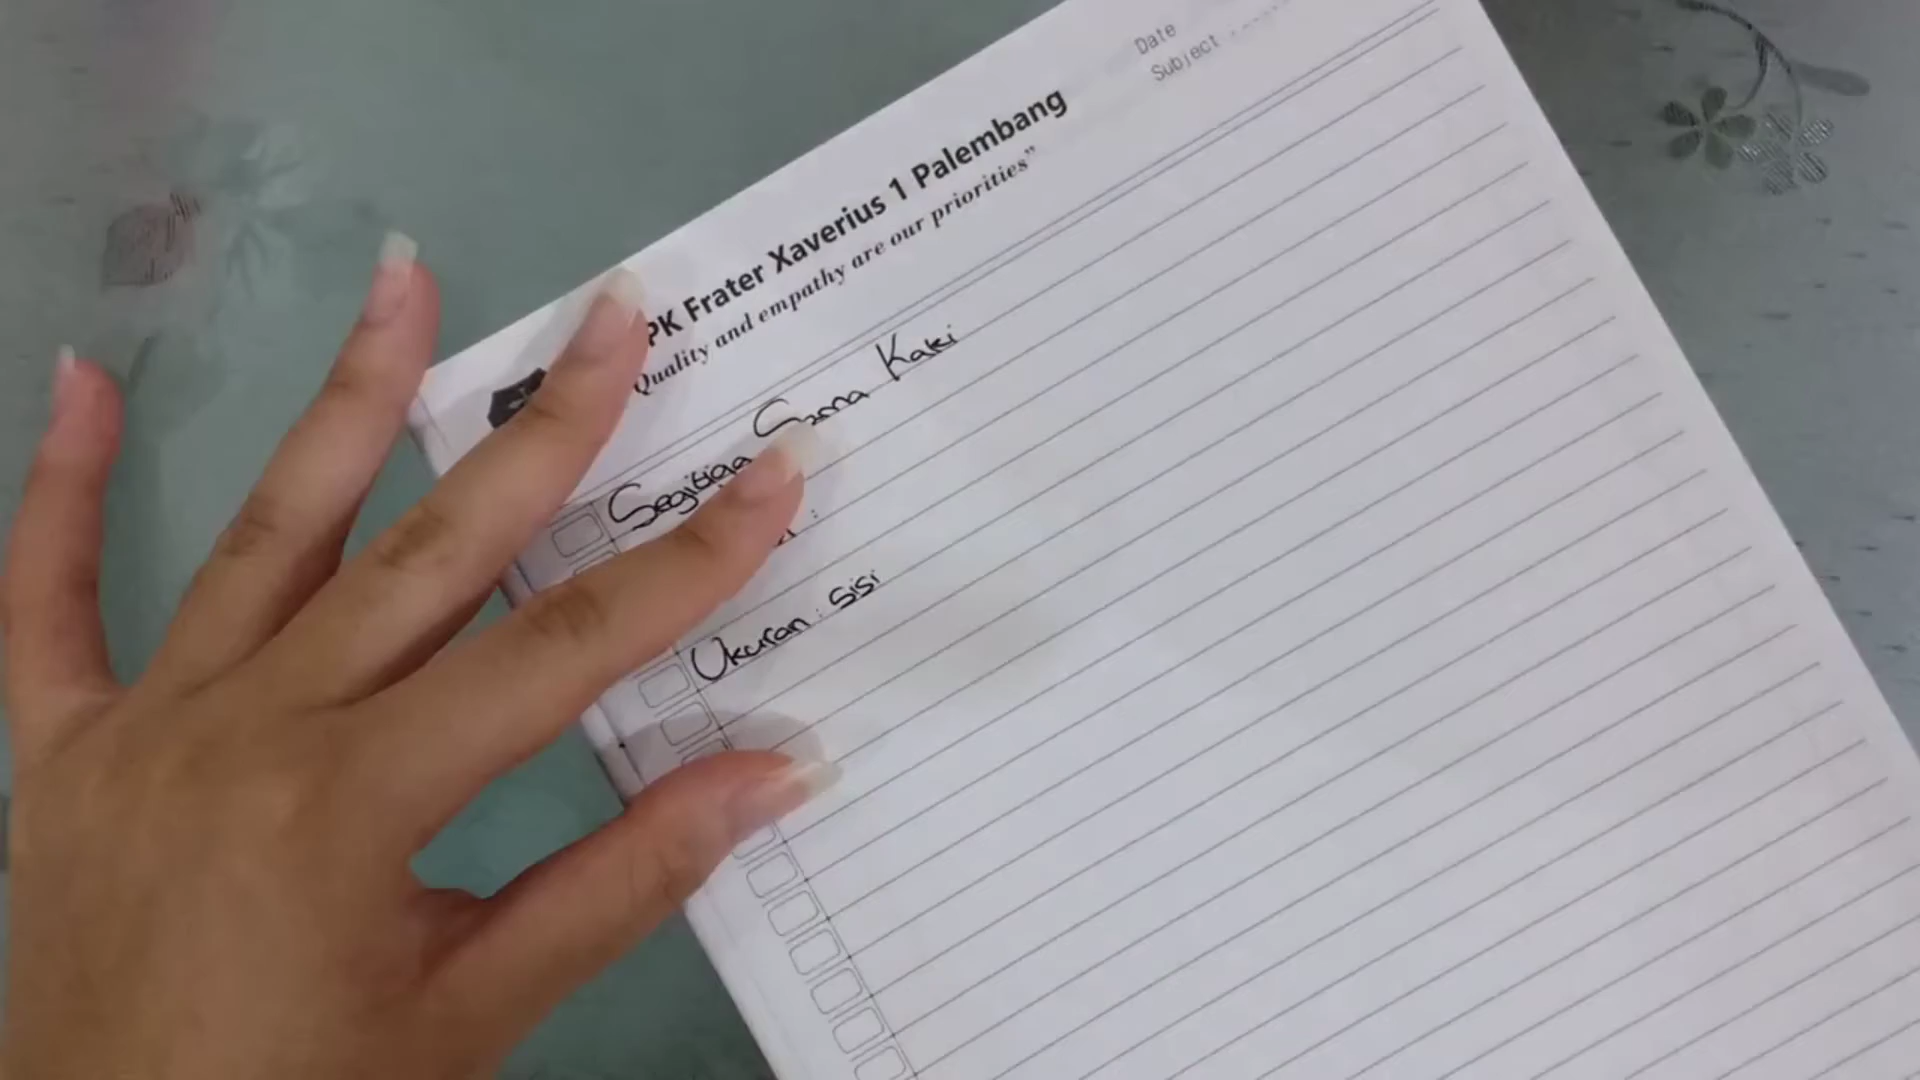 Date
Subject
PK Frater Xaverius 1 Palembang
Quality and empathy are our priorities"
Segitiga Sama Kaki
:
Ukuran : sisi